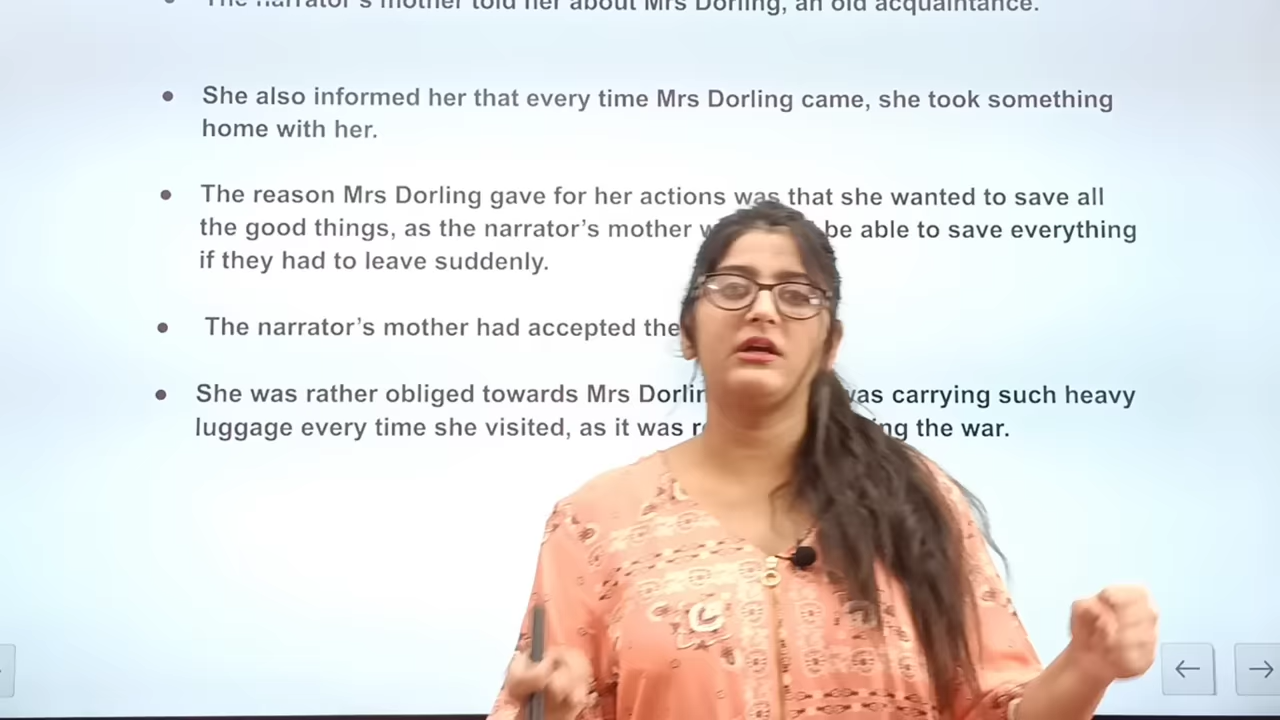 The narrator's mother told her about Mrs Dorling, an old acquaintance.
She also informed her that every time Mrs Dorling came, she took something
home with her.
The reason Mrs Dorling gave for her actions was that she wanted to save all
the good things, as the narrator's mother be able to save everything
if they had to leave suddenly.
The narrator's mother had accepted the
She was rather obliged towards Mrs carrying such heavy
luggage every time she visited, as it was the war.